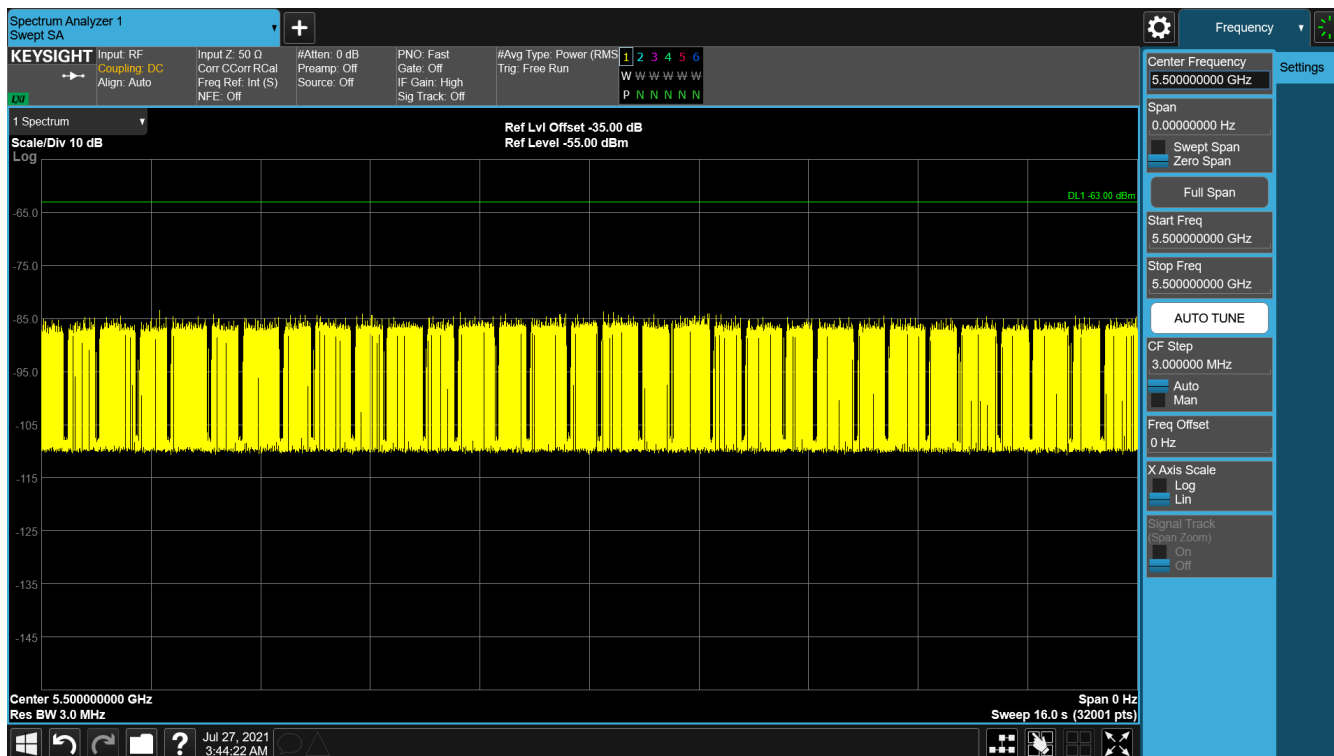 Spectrum Analyzer 1
Swept SA
+
Frequency
KEYSIGHT
LXI
Input: RF
Coupling: DC
Align: Auto
Input Z: 50 Ω
Corr CCorr RCal
Freq Ref: Int (S)
NFE: Off
#Atten: 0 dB
Preamp: Off
Source: Off
PNO: Fast
Gate: Off
IF Gain: High
Sig Track: Off
#Avg Type: Power (RMS
Trig: Free Run
1 2 3 4 5 6
W W W W W W
P N N N N N
1 Spectrum
Scale/Div 10 dB
Log
Ref Lvl Offset -35.00 dB
Ref Level -55.00 dBm
DL1 -63.00 dBm
-65.0
-75.0
-85.0
-95.0
-105
-115
-125
-135
-145
Center 5.500000000 GHz
Res BW 3.0 MHz
Span 0 Hz
Sweep 16.0 s (32001 pts)
Center Frequency
5.500000000 GHz
Span
0.00000000 Hz
Swept Span
Zero Span
Full Span
Start Freq
5.500000000 GHz
Stop Freq
5.500000000 GHz
AUTO TUNE
CF Step
3.000000 MHz
Auto
Man
Freq Offset
0 Hz
X Axis Scale
Log
Lin
Signal Track
(Span Zoom)
On
Off
Settings
?
Jul 27, 2021
3:44:22 AM